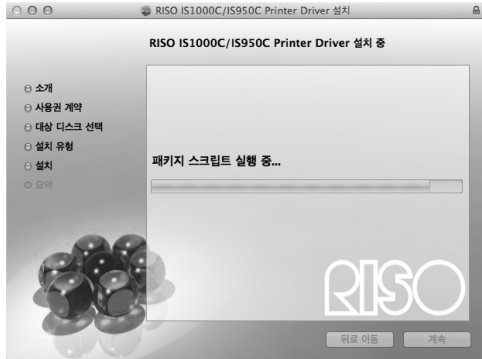 RISO IS1000C/IS950C Printer Driver 설치
RISO IS1000C/IS950C Printer Driver 설치 중
소개
사용권 계약
대상 디스크 선택
설치 유형
설치
요약
패키지 스크립트 실행 중...
RISO
뒤로 이동
계속